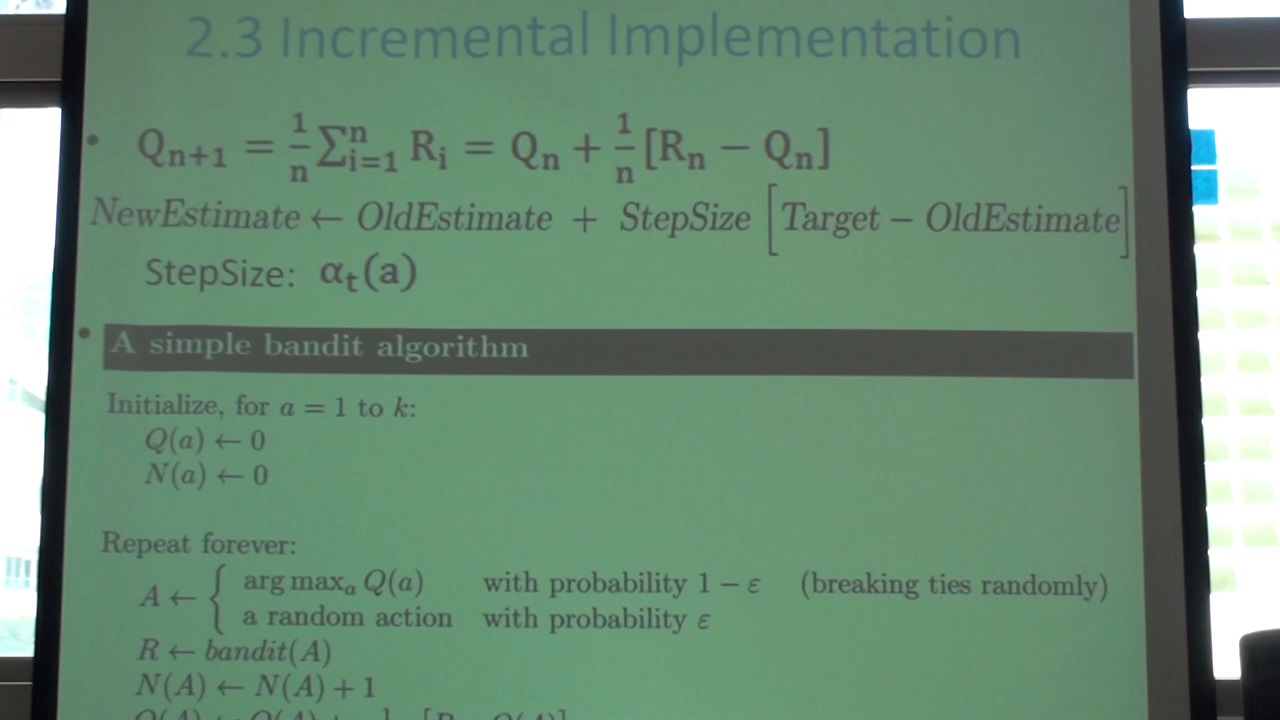 2.3 Incremental Implementation
• Qn+1 = 1/n ∑ⁿi=1 Ri = Qn + 1/n [Rn − Qn]
NewEstimate ← OldEstimate + StepSize [Target − OldEstimate]
StepSize: αt(a)
• A simple bandit algorithm
Initialize, for a = 1 to k:
Q(a) ← 0
N(a) ← 0
Repeat forever:
A ← { arg maxa Q(a) with probability 1 − ε (breaking ties randomly)
a random action with probability ε
R ← bandit(A)
N(A) ← N(A) + 1